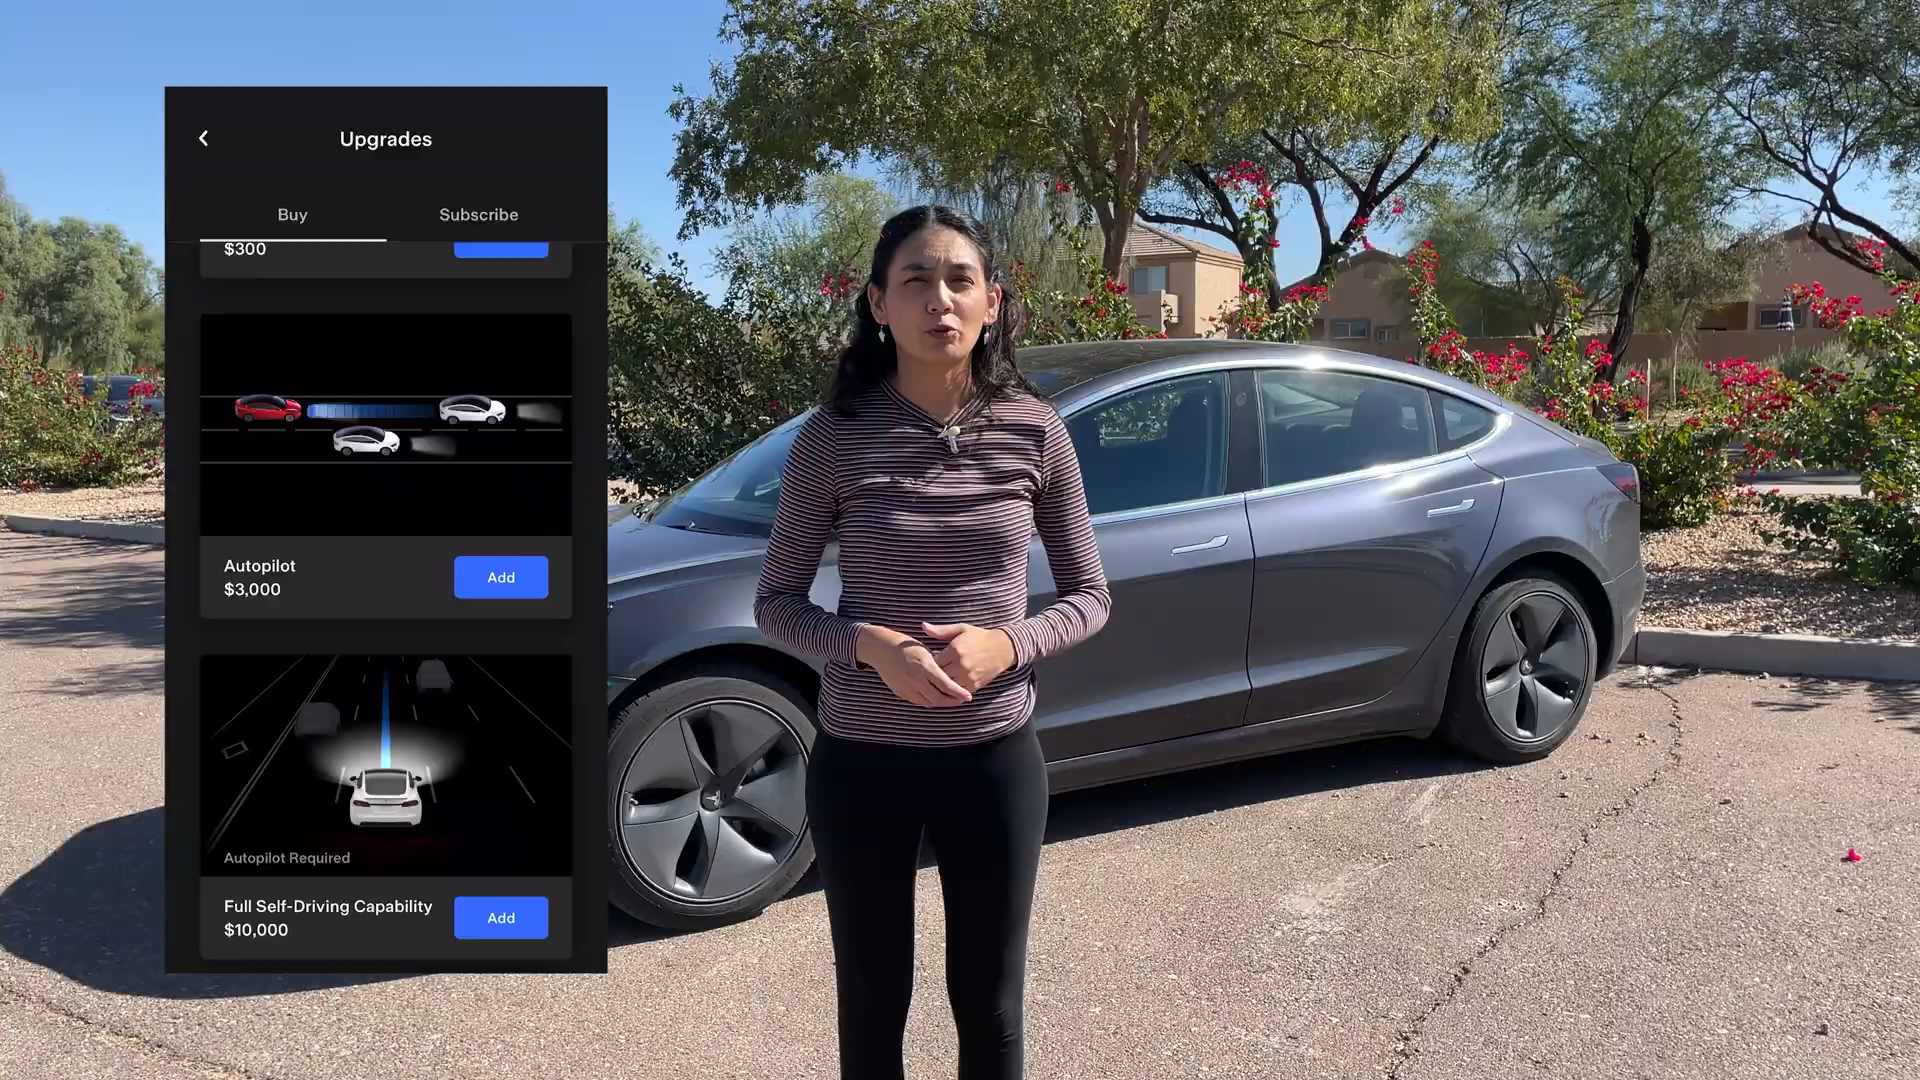 Upgrades
Buy
Subscribe
$300
Autopilot
$3,000
Add
Autopilot Required
Full Self-Driving Capability
$10,000
Add